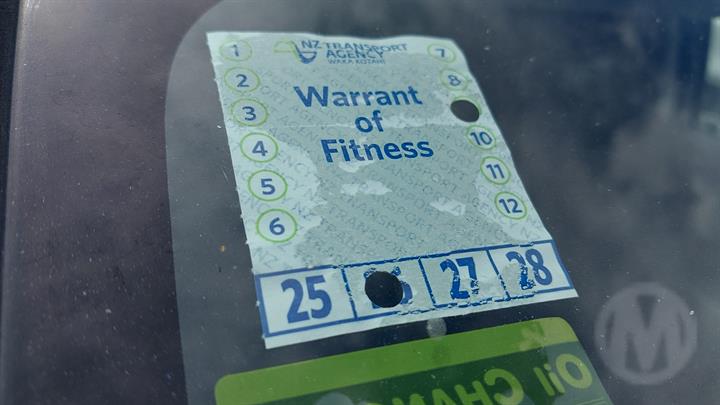 NZ TRANSPORT
AGENCY
WAKA KOTAHI
1 7
2 8
3
4 10
5 11
6 12
Warrant
of
Fitness
25 27 28
Oil CHAN
M